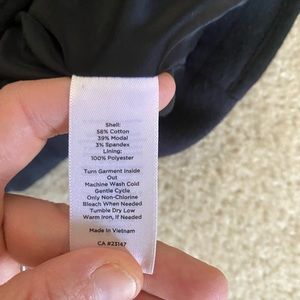 Shell:
58% Cotton
39% Modal
3% Spandex
Lining:
100% Polyester
Turn Garment Inside
Out
Machine Wash Cold
Gentle Cycle
Only Non-Chlorine
Bleach When Needed
Tumble Dry Low
Warm Iron, if Needed
Made in Vietnam
CA #23147